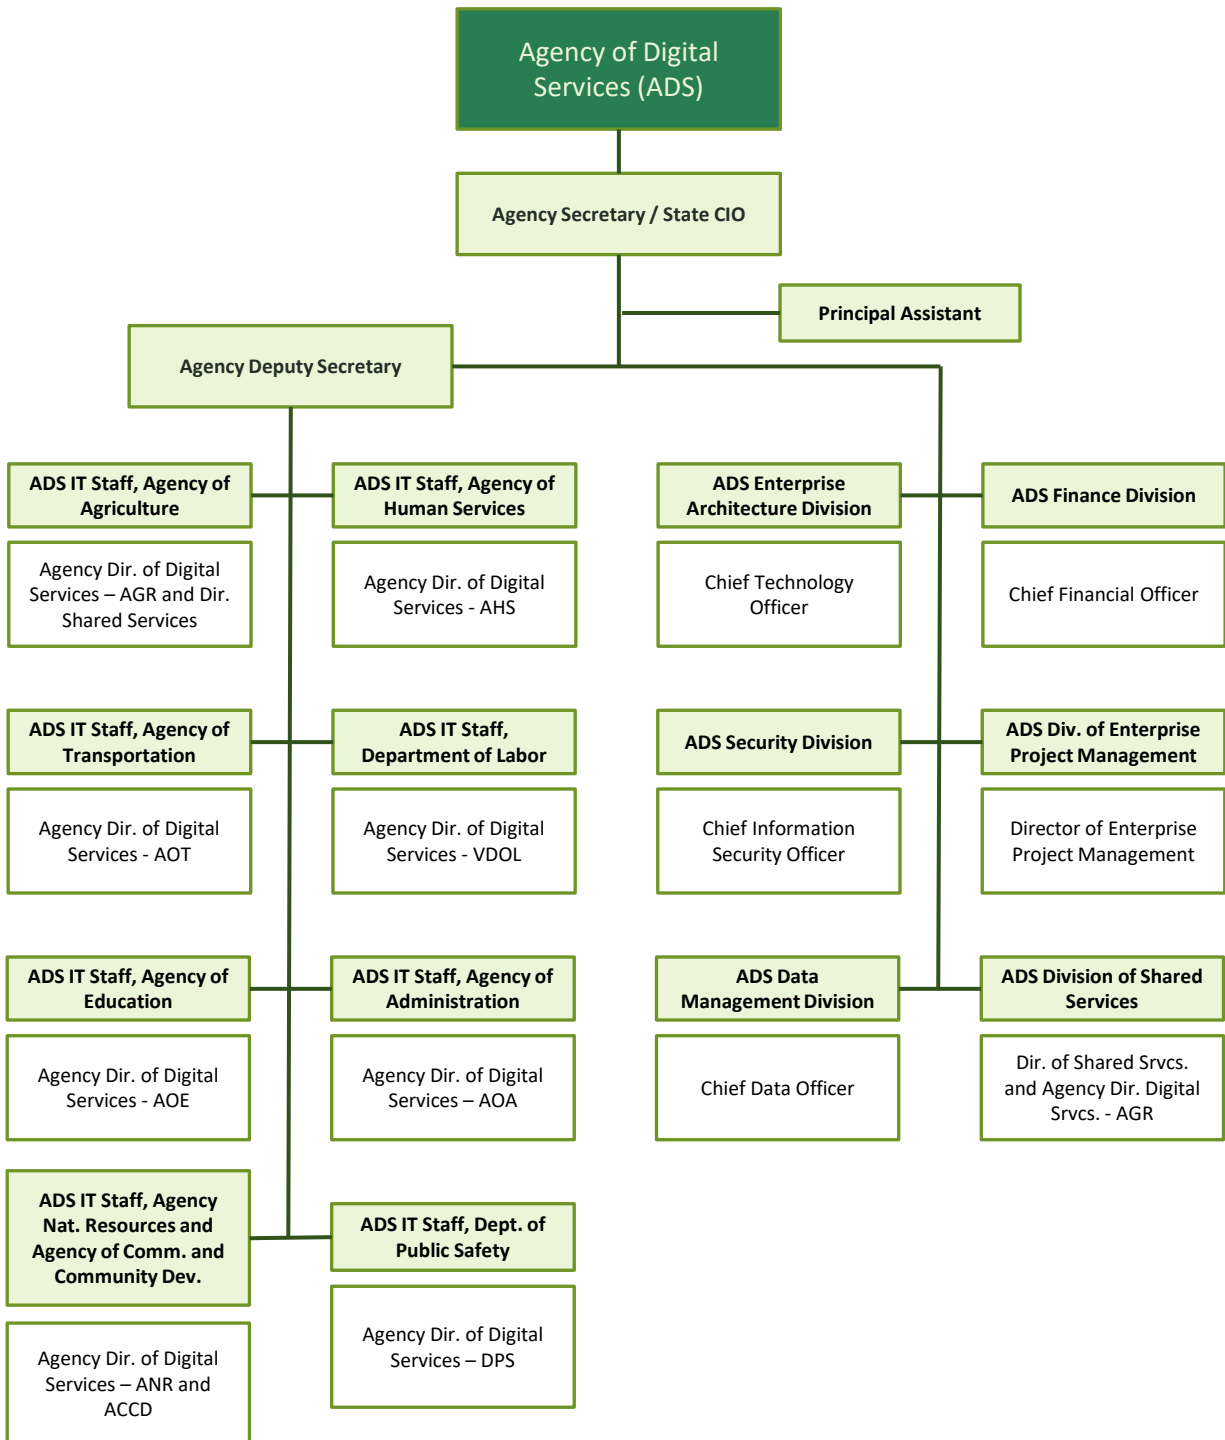 Agency of Digital
Services (ADS)
Agency Secretary / State CIO
Principal Assistant
Agency Deputy Secretary
ADS IT Staff, Agency of
Agriculture
ADS IT Staff, Agency of
Human Services
ADS Enterprise
Architecture Division
ADS Finance Division
Agency Dir. of Digital
Services – AGR and Dir.
Shared Services
Agency Dir. of Digital
Services - AHS
Chief Technology
Officer
Chief Financial Officer
ADS IT Staff, Agency of
Transportation
ADS IT Staff,
Department of Labor
ADS Security Division
ADS Div. of Enterprise
Project Management
Agency Dir. of Digital
Services - AOT
Agency Dir. of Digital
Services - VDOL
Chief Information
Security Officer
Director of Enterprise
Project Management
ADS IT Staff, Agency of
Education
ADS IT Staff, Agency of
Administration
ADS Data
Management Division
ADS Division of Shared
Services
Agency Dir. of Digital
Services - AOE
Agency Dir. of Digital
Services – AOA
Chief Data Officer
Dir. of Shared Srvcs.
and Agency Dir. Digital
Srvcs. - AGR
ADS IT Staff, Agency
Nat. Resources and
Agency of Comm. and
Community Dev.
ADS IT Staff, Dept. of
Public Safety
Agency Dir. of Digital
Services – ANR and
ACCD
Agency Dir. of Digital
Services – DPS